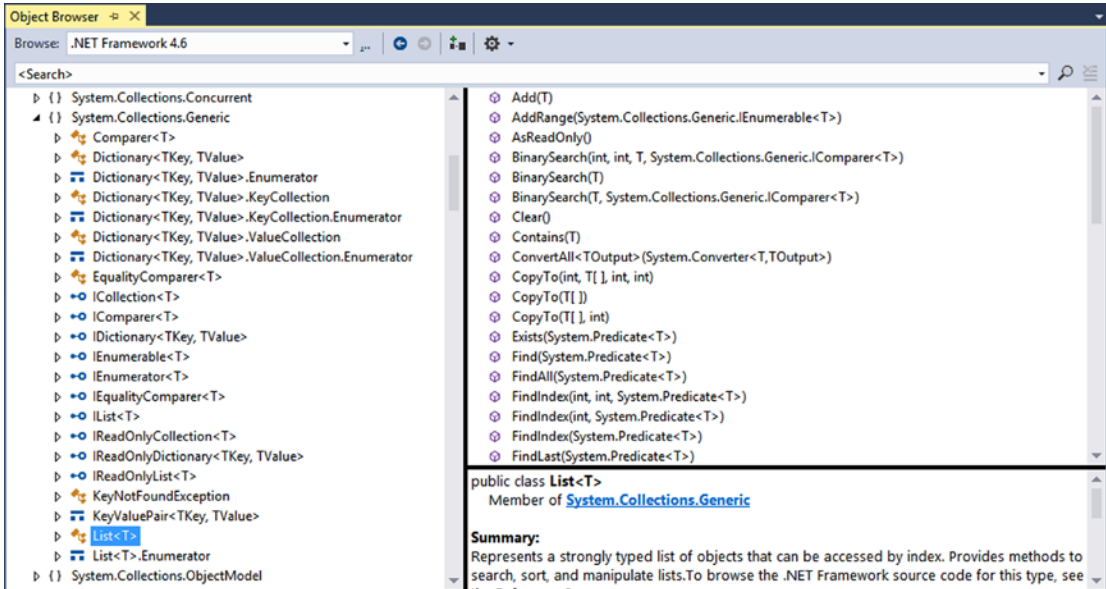 Object Browser
Browse: .NET Framework 4.6
<Search>
{} System.Collections.Concurrent
{} System.Collections.Generic
Comparer<T>
Dictionary<TKey, TValue>
Dictionary<TKey, TValue>.Enumerator
Dictionary<TKey, TValue>.KeyCollection
Dictionary<TKey, TValue>.KeyCollection.Enumerator
Dictionary<TKey, TValue>.ValueCollection
Dictionary<TKey, TValue>.ValueCollection.Enumerator
EqualityComparer<T>
ICollection<T>
IComparer<T>
IDictionary<TKey, TValue>
IEnumerable<T>
IEnumerator<T>
IEqualityComparer<T>
IList<T>
IReadOnlyCollection<T>
IReadOnlyDictionary<TKey, TValue>
IReadOnlyList<T>
KeyNotFoundException
KeyValuePair<TKey, TValue>
List<T>
List<T>.Enumerator
{} System.Collections.ObjectModel
Add(T)
AddRange(System.Collections.Generic.IEnumerable<T>)
AsReadOnly()
BinarySearch(int, int, T, System.Collections.Generic.IComparer<T>)
BinarySearch(T)
BinarySearch(T, System.Collections.Generic.IComparer<T>)
Clear()
Contains(T)
ConvertAll<TOutput>(System.Converter<T,TOutput>)
CopyTo(int, T[ ], int, int)
CopyTo(T[ ])
CopyTo(T[ ], int)
Exists(System.Predicate<T>)
Find(System.Predicate<T>)
FindAll(System.Predicate<T>)
FindIndex(int, int, System.Predicate<T>)
FindIndex(int, System.Predicate<T>)
FindIndex(System.Predicate<T>)
FindLast(System.Predicate<T>)
public class List<T>
Member of System.Collections.Generic
Summary:
Represents a strongly typed list of objects that can be accessed by index. Provides methods to
search, sort, and manipulate lists.To browse the .NET Framework source code for this type, see